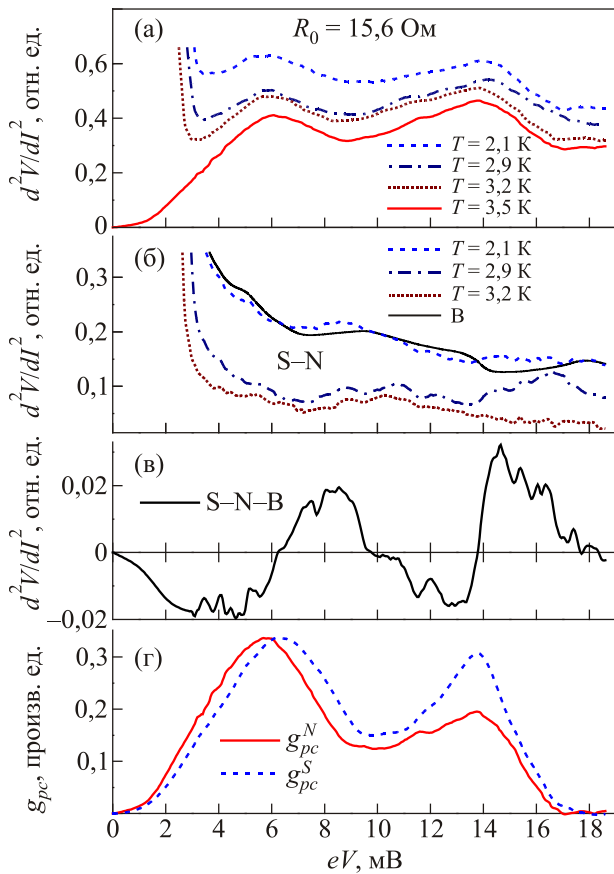 (а)
R₀ = 15,6 Ом
d²V/dI², отн. ед.
0,6
0,4
0,2
0
T = 2,1 К
T = 2,9 К
T = 3,2 К
T = 3,5 К
(б)
d²V/dI², отн. ед.
0,3
0,2
0,1
S–N
T = 2,1 К
T = 2,9 К
T = 3,2 К
B
(в)
d²V/dI², отн. ед.
0,02
0
–0,02
S–N–B
(г)
g_pc, произв. ед.
0,3
0,2
0,1
g_pc^N
g_pc^S
0 2 4 6 8 10 12 14 16 18
eV, мВ